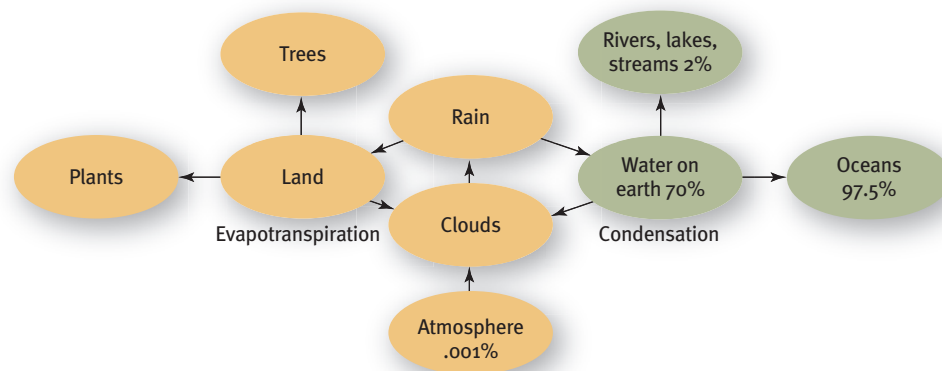 Trees
Rivers, lakes,
streams 2%
Rain
Plants
Land
Water on
earth 70%
Oceans
97.5%
Evapotranspiration
Clouds
Condensation
Atmosphere
.001%